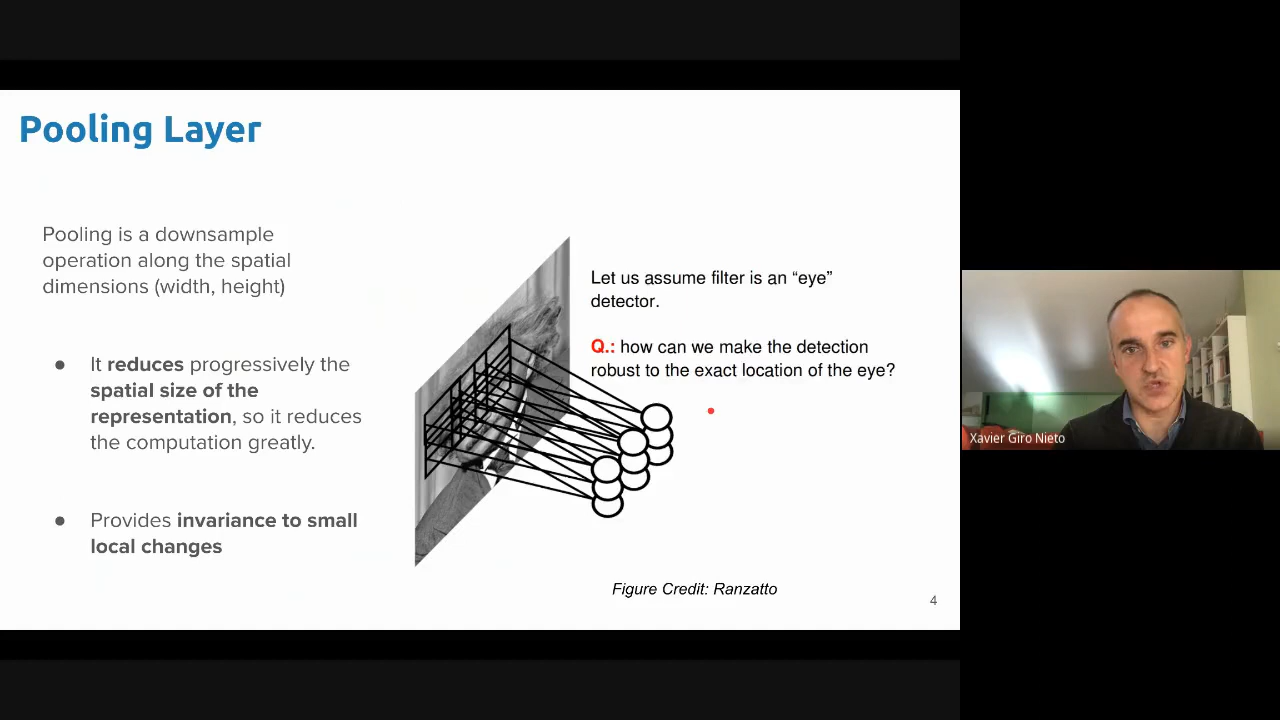 Pooling Layer
Pooling is a downsample
operation along the spatial
dimensions (width, height)
● It reduces progressively the
spatial size of the
representation, so it reduces
the computation greatly.
● Provides invariance to small
local changes
Let us assume filter is an “eye”
detector.
Q.: how can we make the detection
robust to the exact location of the eye?
Figure Credit: Ranzatto
4
Xavier Giro Nieto